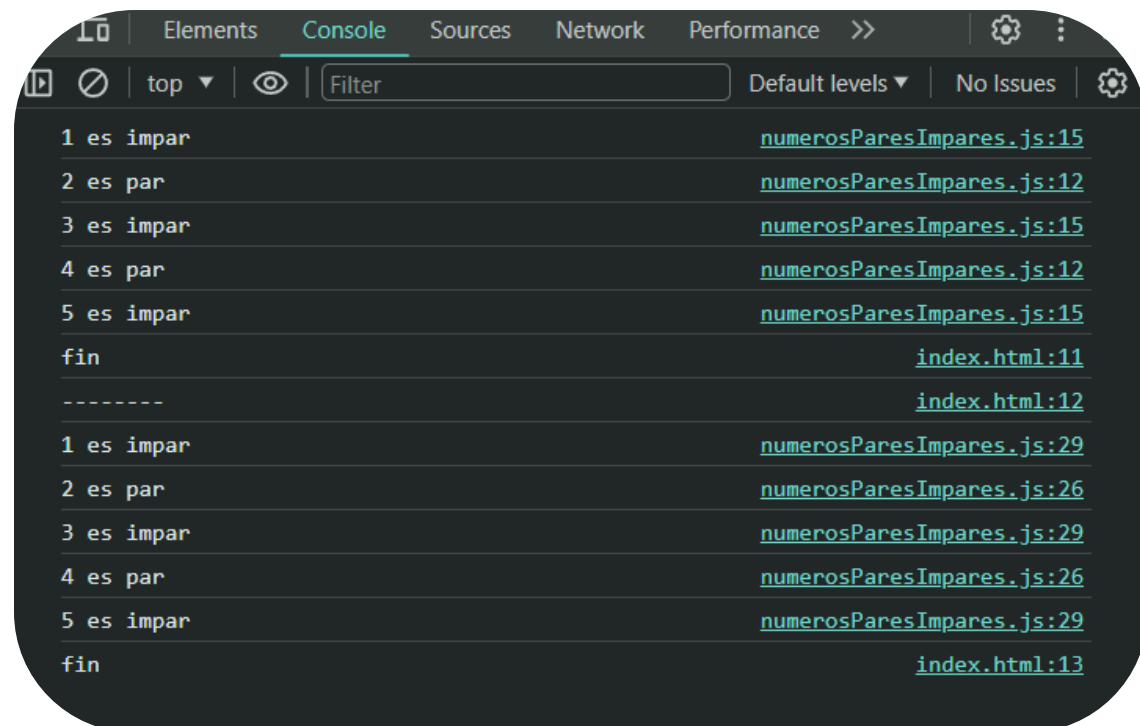 Elements Console Sources Network Performance
top Filter Default levels No Issues
1 es impar numerosParesImpares.js:15
2 es par numerosParesImpares.js:12
3 es impar numerosParesImpares.js:15
4 es par numerosParesImpares.js:12
5 es impar numerosParesImpares.js:15
fin index.html:11
-------- index.html:12
1 es impar numerosParesImpares.js:29
2 es par numerosParesImpares.js:26
3 es impar numerosParesImpares.js:29
4 es par numerosParesImpares.js:26
5 es impar numerosParesImpares.js:29
fin index.html:13